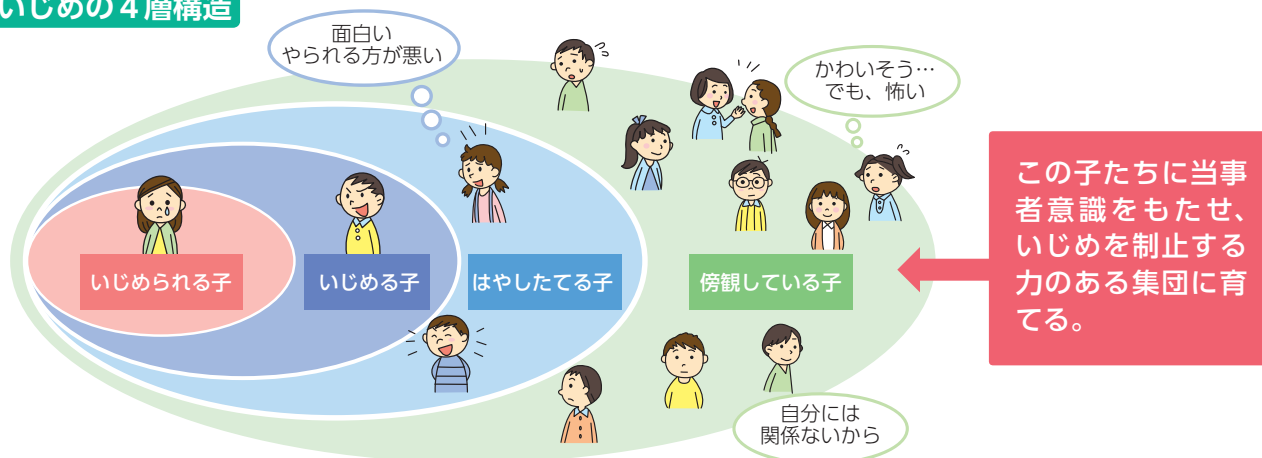 いじめの４層構造
面白い
やられる方が悪い
かわいそう…
でも、怖い
いじめられる子
いじめる子
はやしたてる子
傍観している子
この子たちに当事
者意識をもたせ、
いじめを制止する
力のある集団に育
てる。
自分には
関係ないから